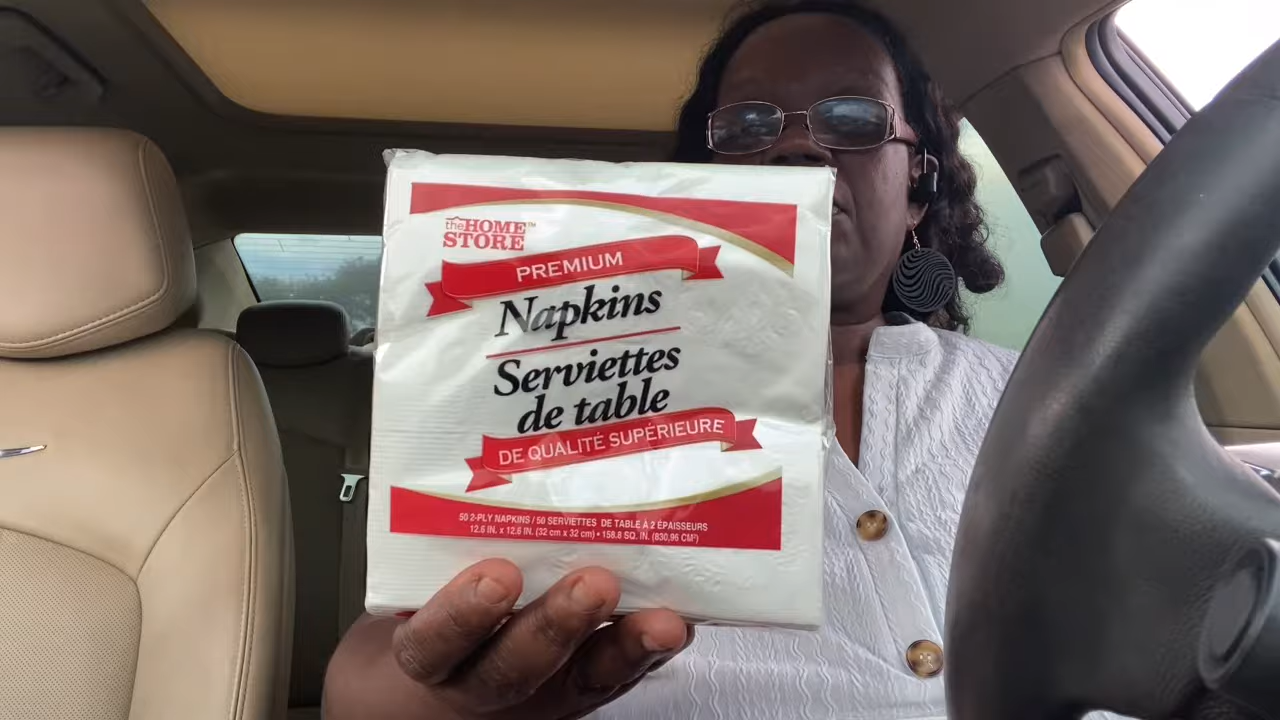 the HOME™
STORE
PREMIUM
Napkins
Serviettes
de table
DE QUALITÉ SUPÉRIEURE
50 2-PLY NAPKINS / 50 SERVIETTES DE TABLE À 2 ÉPAISSEURS
12.6 IN. x 12.6 IN. (32 cm x 32 cm) • 158.8 SQ. IN. (830,96 CM²)